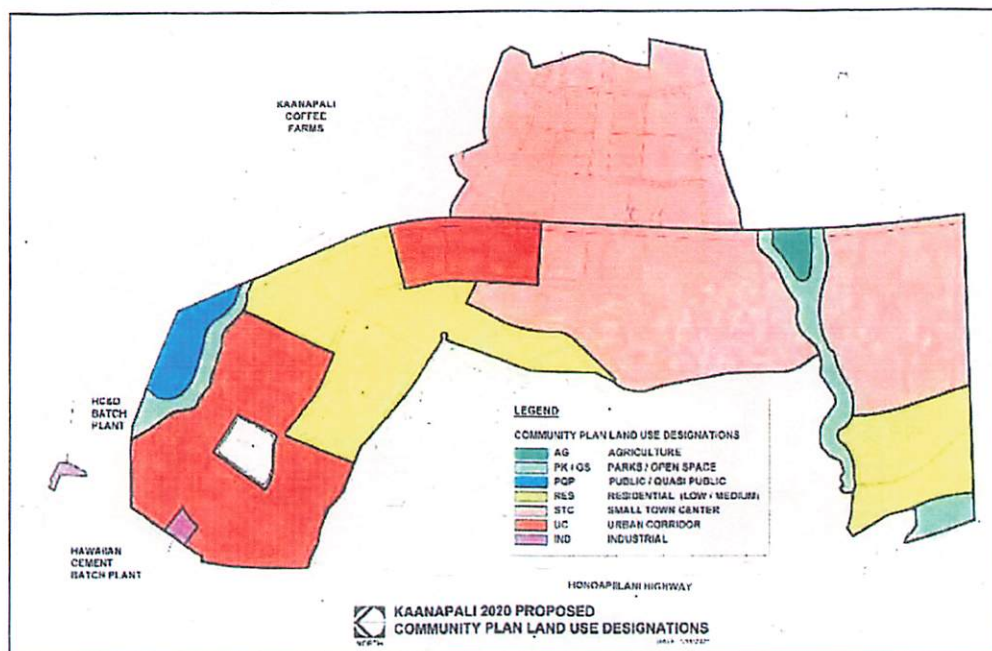 KAANAPALI
COFFEE
FARMS
HC&D
BATCH
PLANT
HAWAIIAN
CEMENT
BATCH PLANT
LEGEND
COMMUNITY PLAN LAND USE DESIGNATIONS
AG AGRICULTURE
PK / OS PARKS / OPEN SPACE
PQP PUBLIC / QUASI PUBLIC
RES RESIDENTIAL (LOW / MEDIUM)
STC SMALL TOWN CENTER
UC URBAN CORRIDOR
IND INDUSTRIAL
HONOAPIILANI HIGHWAY
KAANAPALI 2020 PROPOSED
COMMUNITY PLAN LAND USE DESIGNATIONS
NORTH